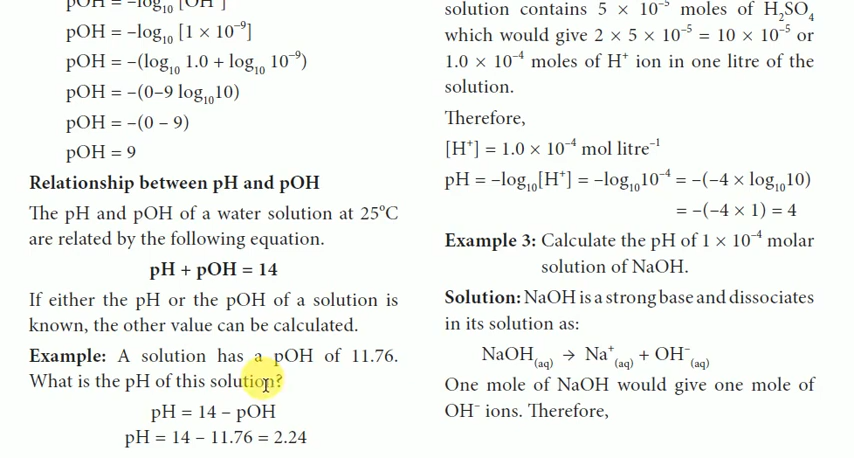 pOH = –log₁₀ [OH⁻]
pOH = –log₁₀ [1 × 10⁻⁹]
pOH = –(log₁₀ 1.0 + log₁₀ 10⁻⁹)
pOH = –(0–9 log₁₀10)
pOH = –(0 – 9)
pOH = 9
Relationship between pH and pOH
The pH and pOH of a water solution at 25°C
are related by the following equation.
pH + pOH = 14
If either the pH or the pOH of a solution is
known, the other value can be calculated.
Example: A solution has a pOH of 11.76.
What is the pH of this solution?
pH = 14 – pOH
pH = 14 – 11.76 = 2.24
solution contains 5 × 10⁻⁵ moles of H₂SO₄
which would give 2 × 5 × 10⁻⁵ = 10 × 10⁻⁵ or
1.0 × 10⁻⁴ moles of H⁺ ion in one litre of the
solution.
Therefore,
[H⁺] = 1.0 × 10⁻⁴ mol litre⁻¹
pH = –log₁₀[H⁺] = –log₁₀10⁻⁴ = –(–4 × log₁₀10)
= –(–4 × 1) = 4
Example 3: Calculate the pH of 1 × 10⁻⁴ molar
solution of NaOH.
Solution: NaOH is a strong base and dissociates
in its solution as:
NaOH₍aq₎ → Na⁺₍aq₎ + OH⁻₍aq₎
One mole of NaOH would give one mole of
OH⁻ ions. Therefore,